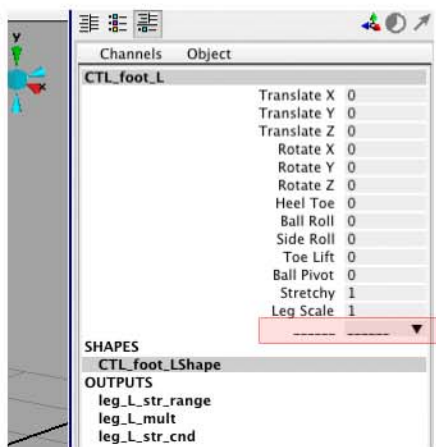 y
x
Channels Object
CTL_foot_L
Translate X 0
Translate Y 0
Translate Z 0
Rotate X 0
Rotate Y 0
Rotate Z 0
Heel Toe 0
Ball Roll 0
Side Roll 0
Toe Lift 0
Ball Pivot 0
Stretchy 1
Leg Scale 1
______ ______
SHAPES
CTL_foot_LShape
OUTPUTS
leg_L_str_range
leg_L_mult
leg_L_str_cnd